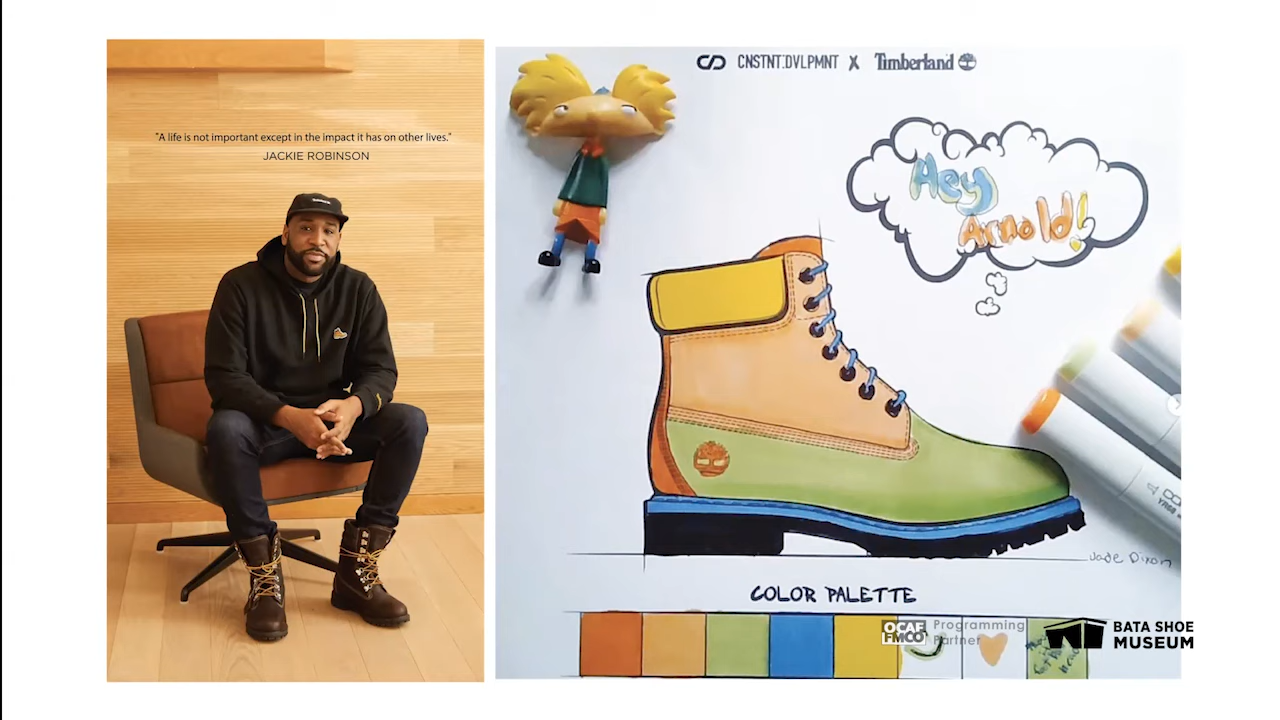 "A life is not important except in the impact it has on other lives."
JACKIE ROBINSON
CNSTNT:DVLPMNT X Timberland
Hey
Arnold!
Jade Dixon
COLOR PALETTE
OCAF
iMCO
Programming
Partner
BATA SHOE
MUSEUM